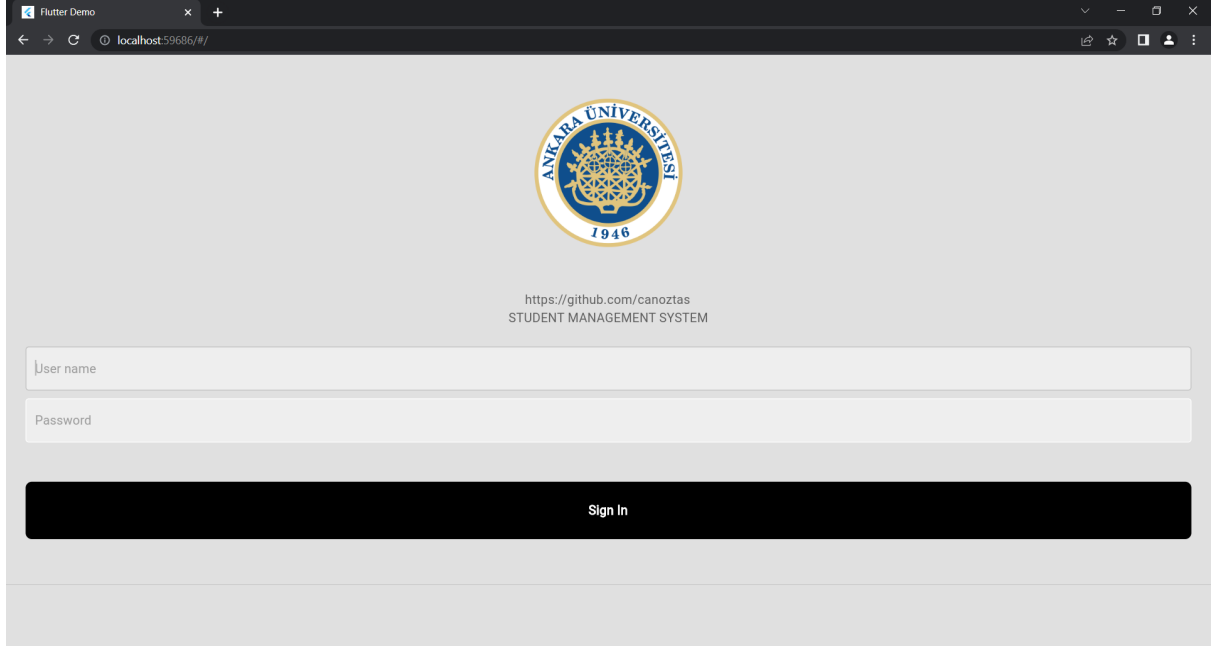 Flutter Demo
localhost:59686/#/
ANKARA ÜNİVERSİTESİ
1946
https://github.com/canoztas
STUDENT MANAGEMENT SYSTEM
User name
Password
Sign In